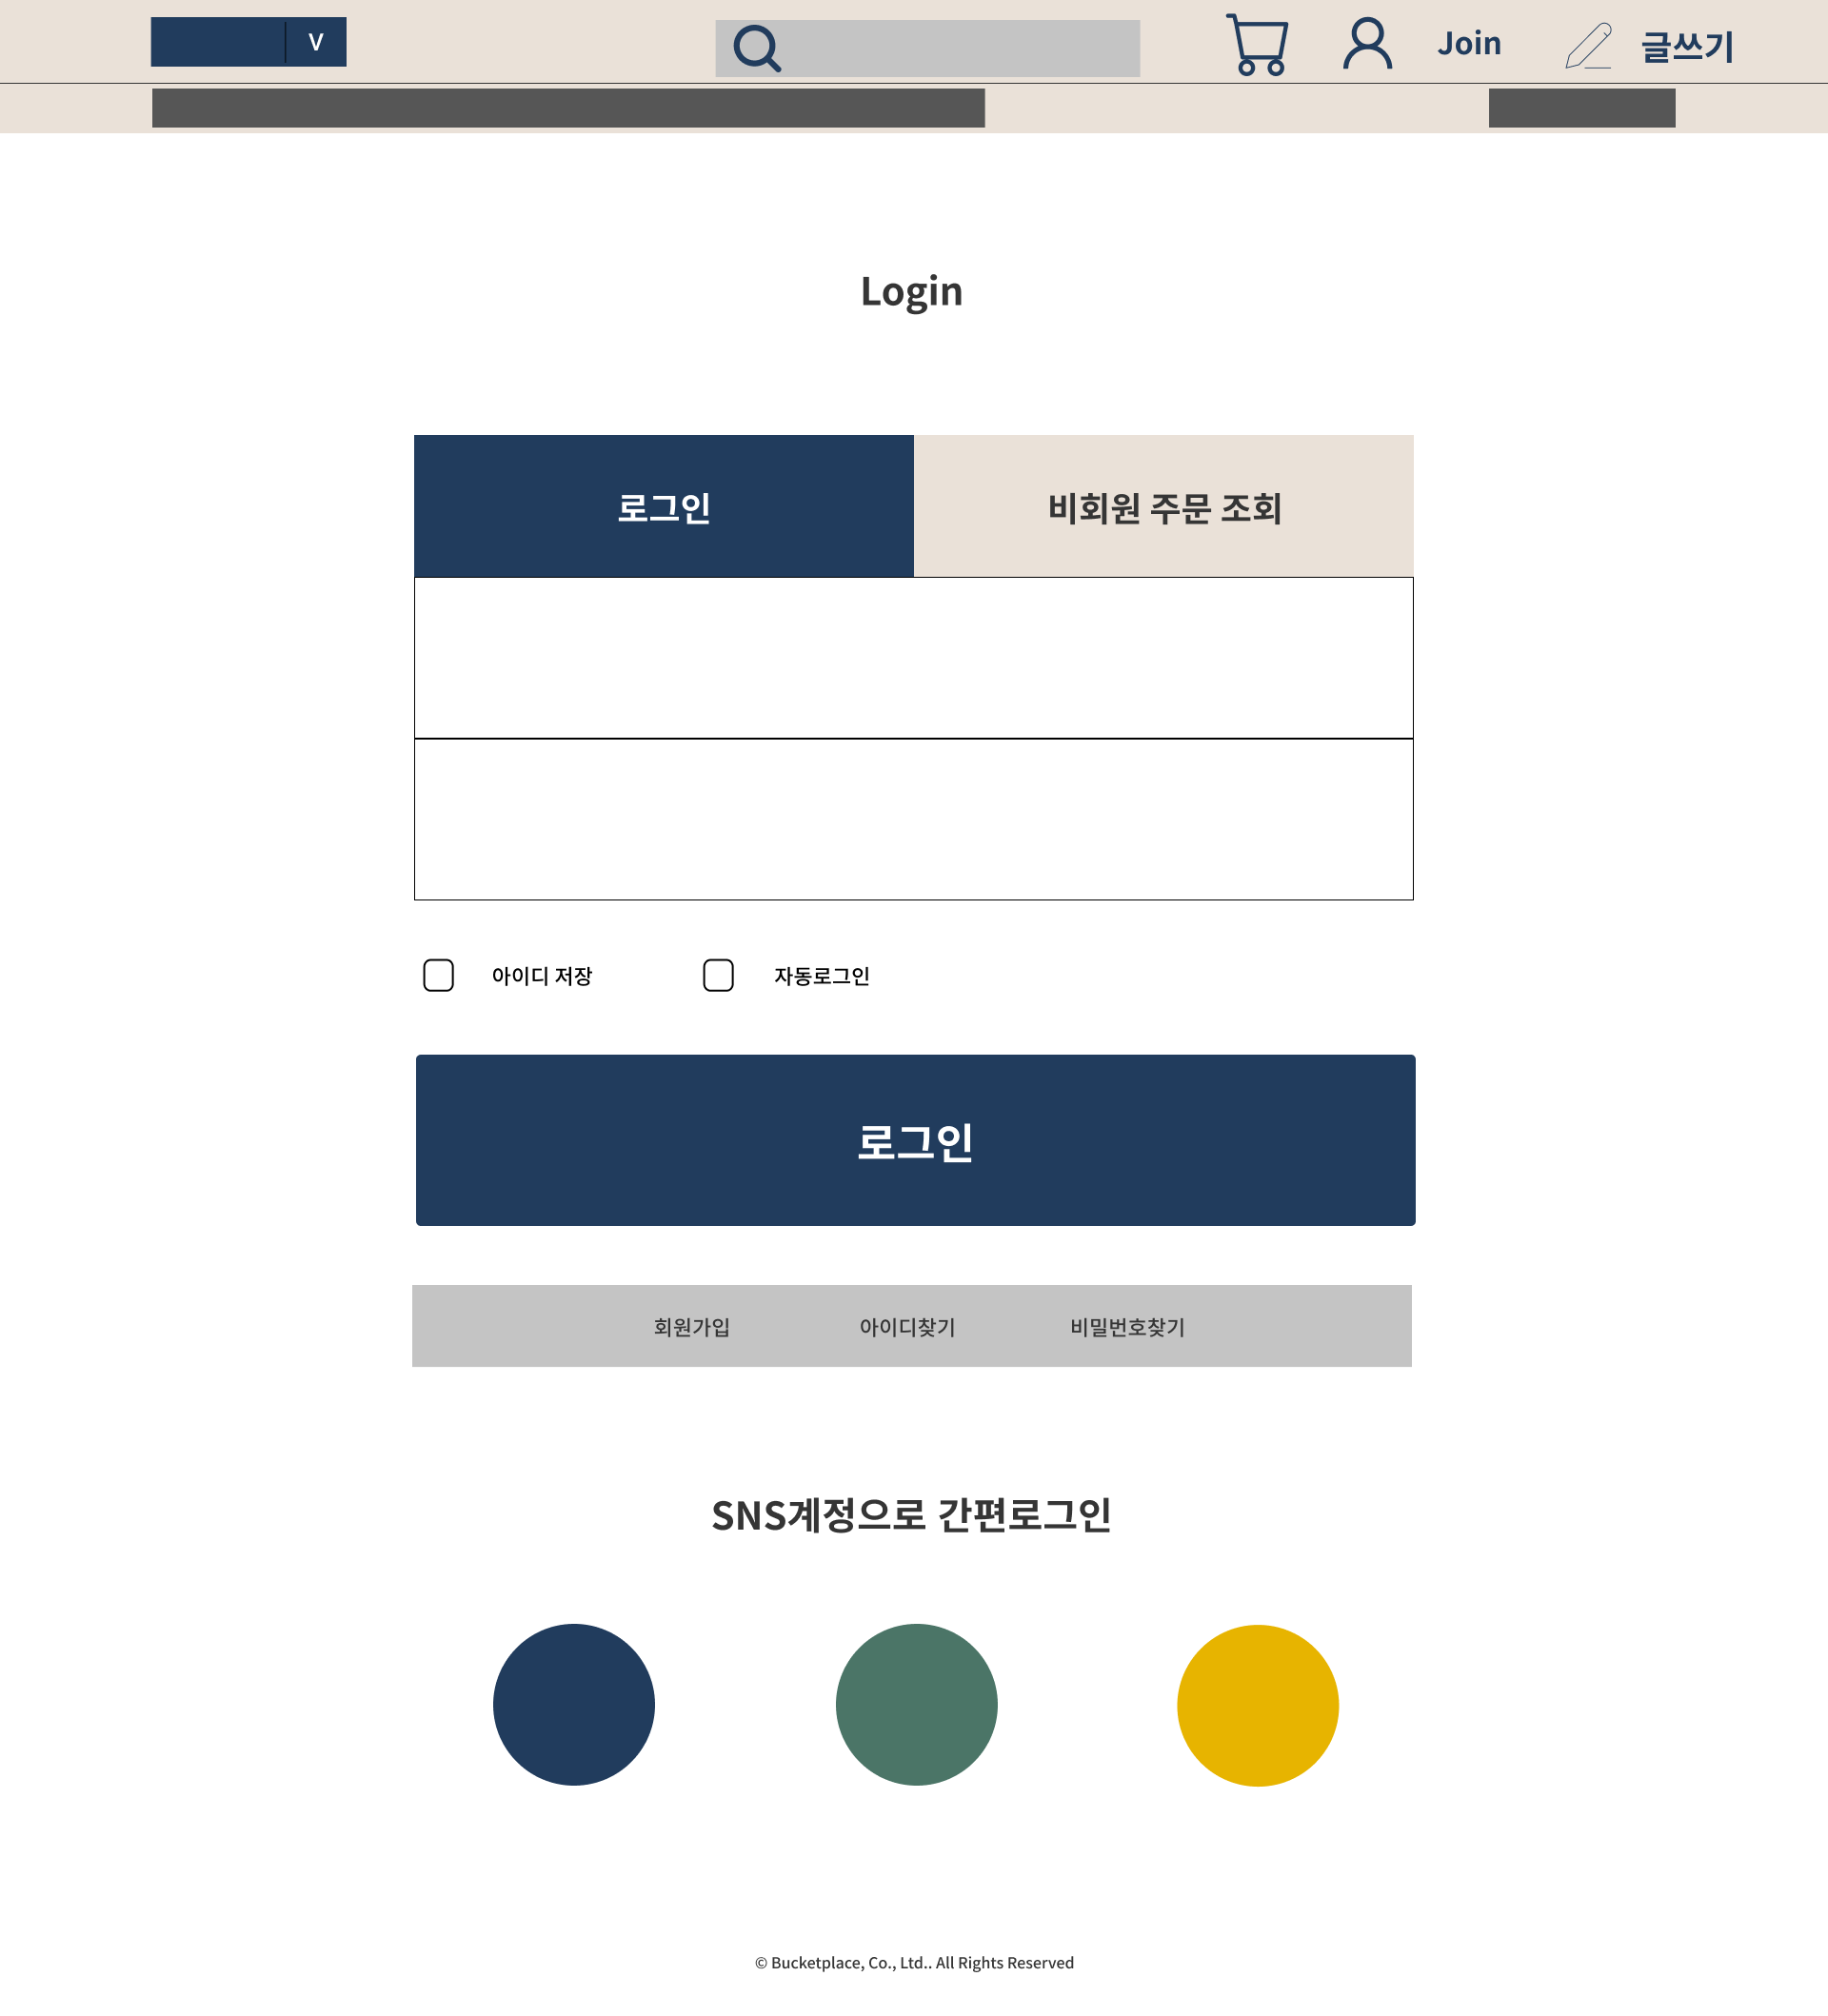 V
Join
글쓰기
Login
로그인
비회원 주문 조회
아이디 저장
자동로그인
로그인
회원가입
아이디찾기
비밀번호찾기
SNS계정으로 간편로그인
© Bucketplace, Co., Ltd.. All Rights Reserved